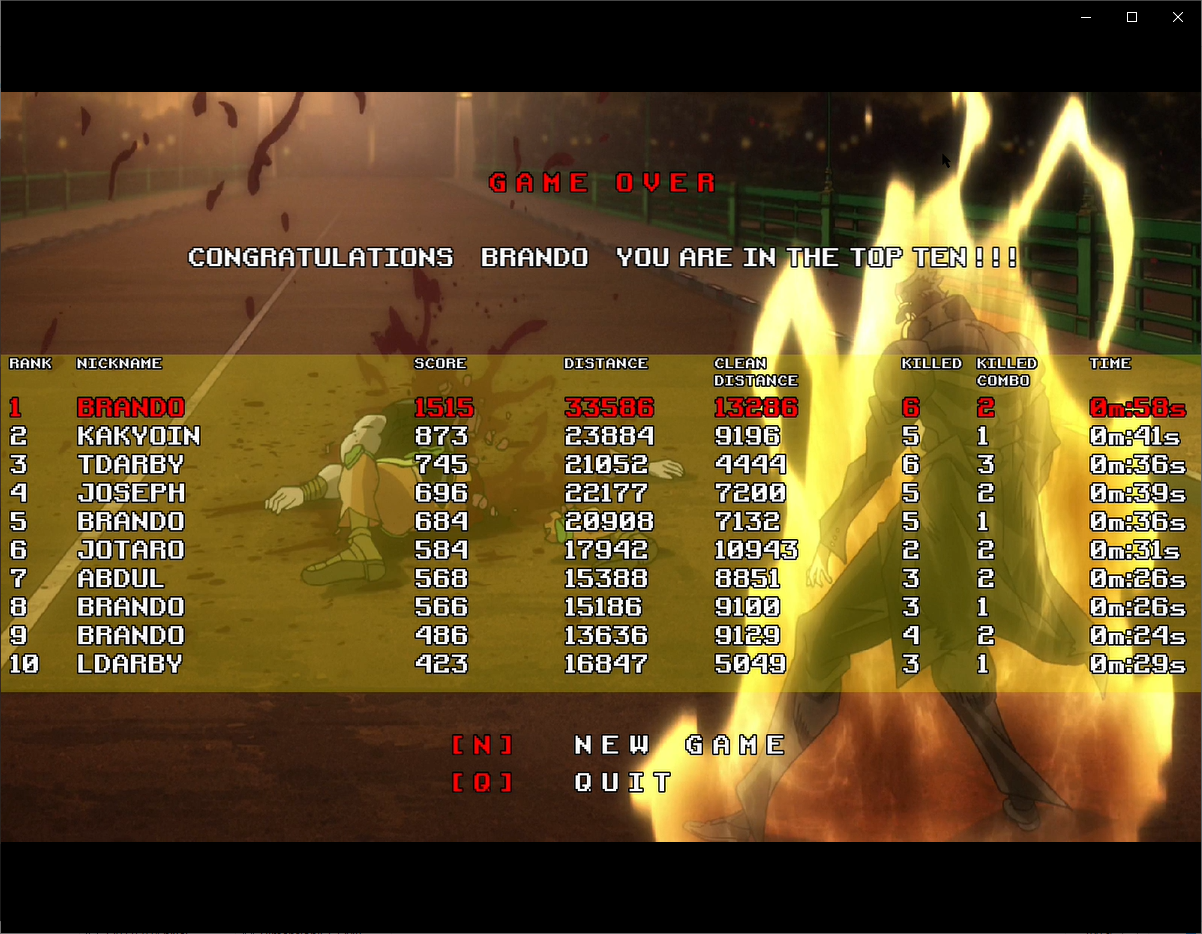 GAME OVER
CONGRATULATIONS BRANDO YOU ARE IN THE TOP TEN!!!
RANK NICKNAME SCORE DISTANCE CLEAN DISTANCE KILLED KILLED COMBO TIME
1 BRANDO 1515 33586 13286 6 2 0m:58s
2 KAKYOIN 873 23884 9196 5 1 0m:41s
3 TDARBY 745 21052 4444 6 3 0m:36s
4 JOSEPH 696 22177 7200 5 2 0m:39s
5 BRANDO 684 20908 7132 5 1 0m:36s
6 JOTARO 584 17942 10943 2 2 0m:31s
7 ABDUL 568 15388 8851 3 2 0m:26s
8 BRANDO 566 15186 9100 3 1 0m:26s
9 BRANDO 486 13636 9129 4 2 0m:24s
10 LDARBY 423 16847 5049 3 1 0m:29s
[N] NEW GAME
[Q] QUIT